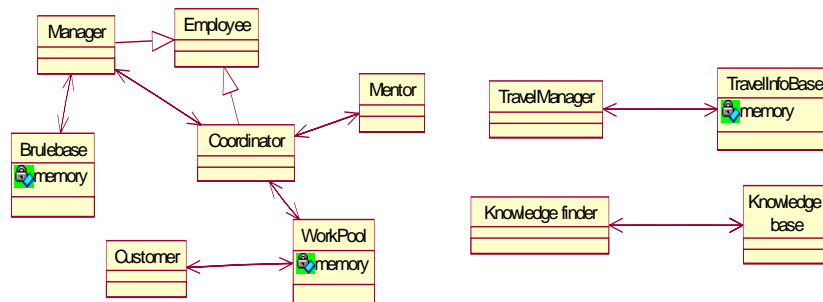 Employee
Manager
Mentor
TravelManager
TravelInfoBase
memory
Brulebase
memory
Coordinator
Knowledge finder
Knowledge
base
Customer
WorkPool
memory